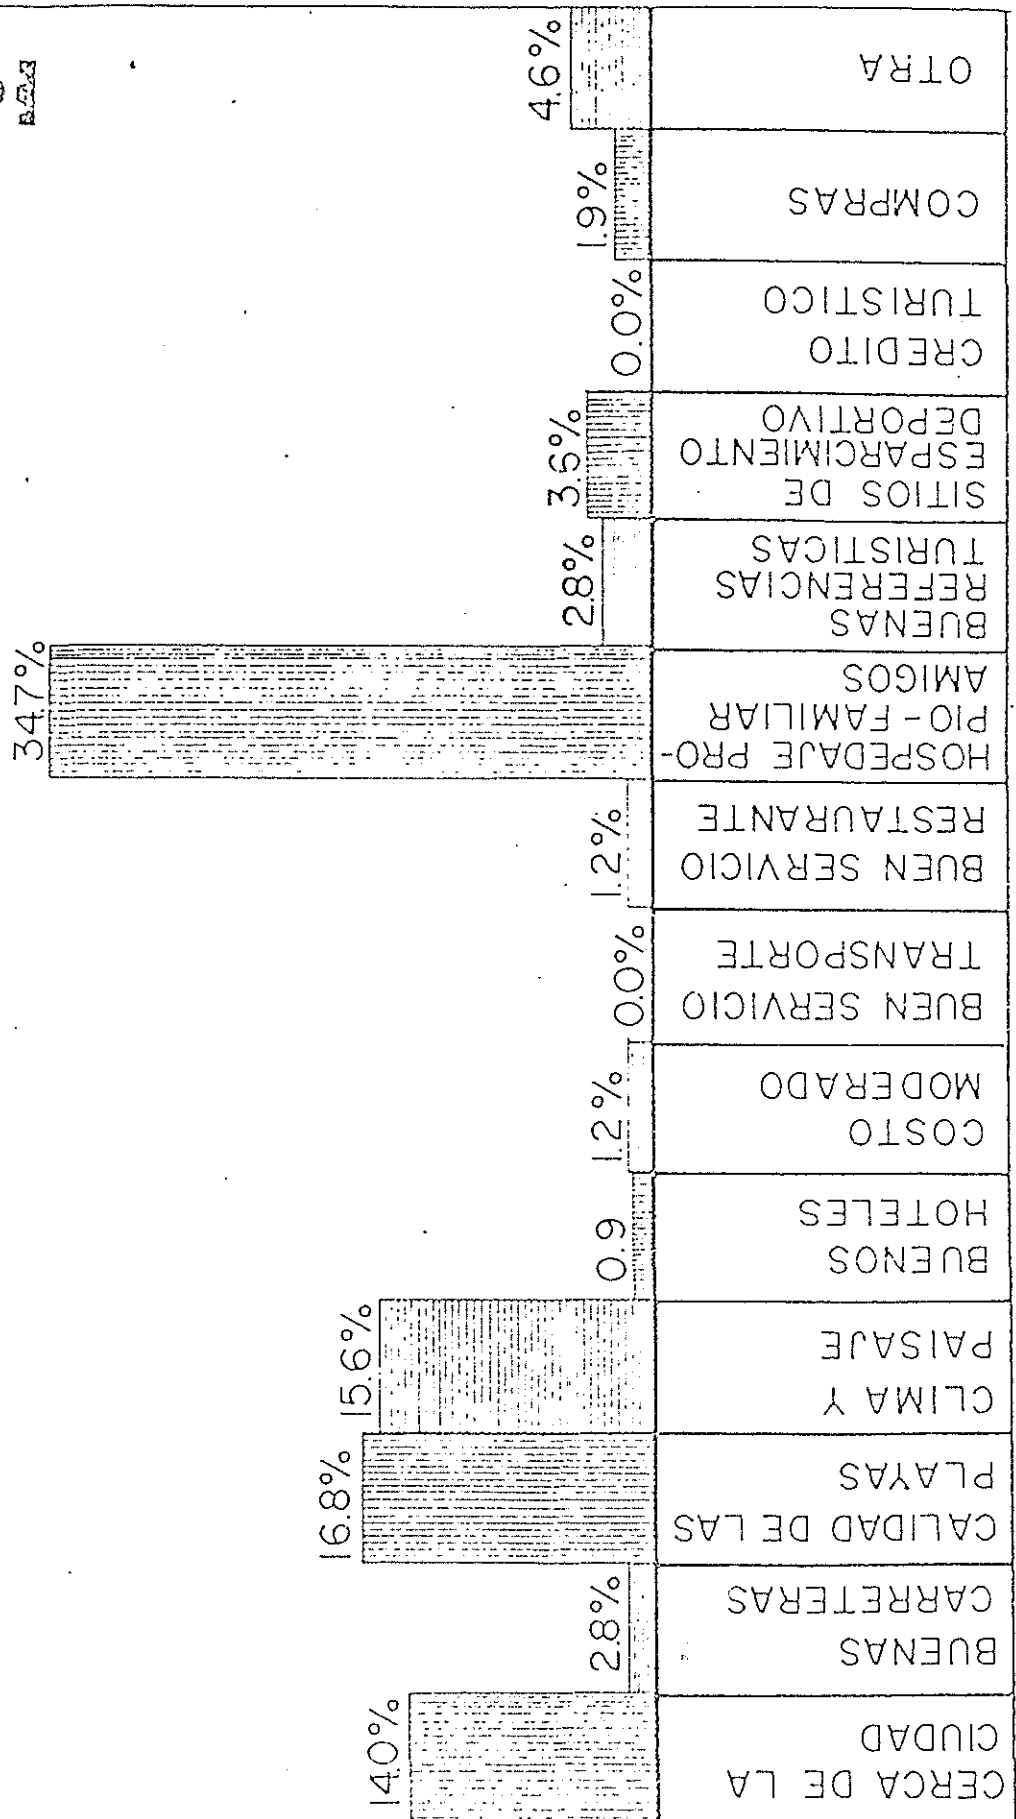 4.6%
OTRA
1.9%
COMPRAS
0.0%
CREDITO
TURISTICO
3.6%
SITIOS DE
ESPARCIMIENTO
DEPORTIVO
2.8%
BUENAS
REFERENCIAS
TURISTICAS
34.7%
HOSPEDAJE PRO-
PIO-FAMILIAR
AMIGOS
1.2%
BUEN SERVICIO
RESTAURANTE
0.0%
BUEN SERVICIO
TRANSPORTE
1.2%
COSTO
MODERADO
0.9
BUENOS
HOTELES
15.6%
CLIMA Y
PAISAJE
16.8%
CALIDAD DE LAS
PLAYAS
2.8%
BUENAS
CARRETERAS
14.0%
CERCA DE LA
CIUDAD